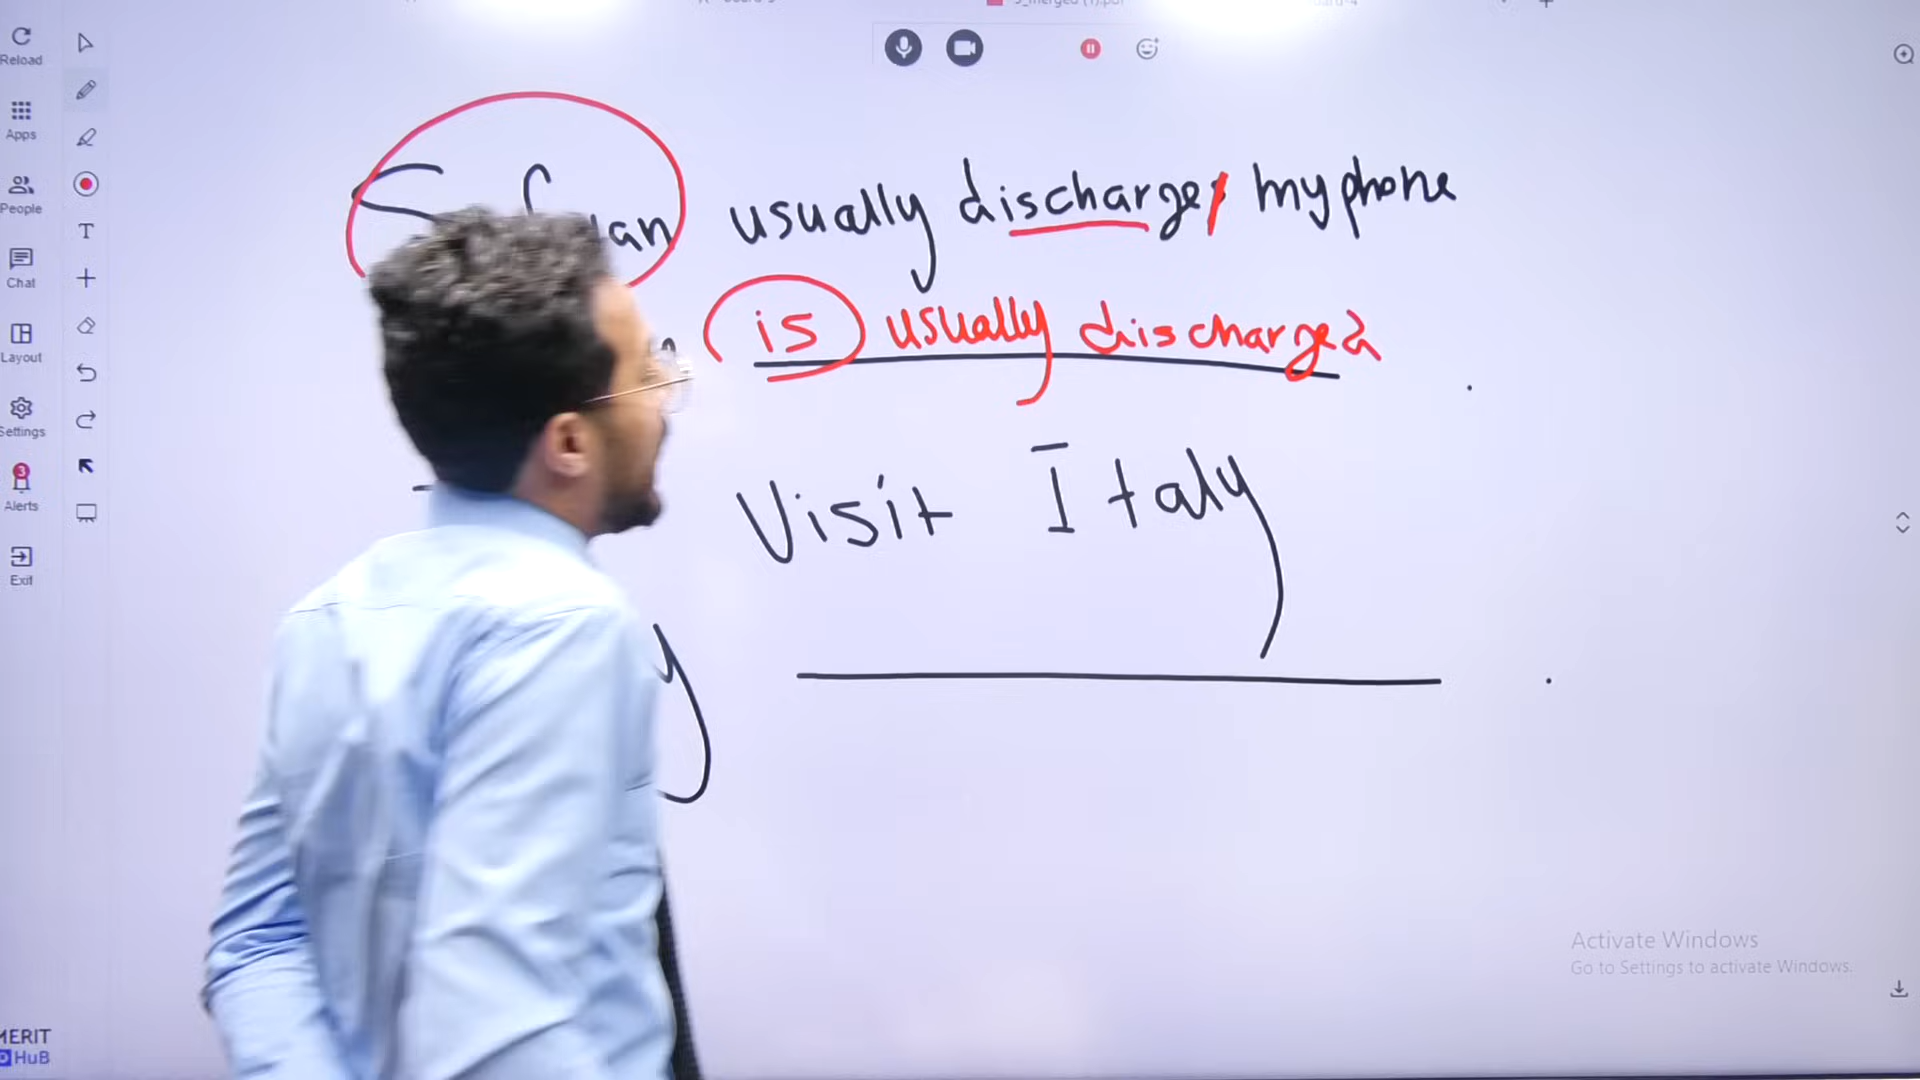 Reload
Apps
People
Chat
Layout
Settings
3
Alerts
Exit
T
usually discharges my phone
is usually discharged
Visit Italy
y
Activate Windows
Go to Settings to activate Windows.
MERIT
HuB